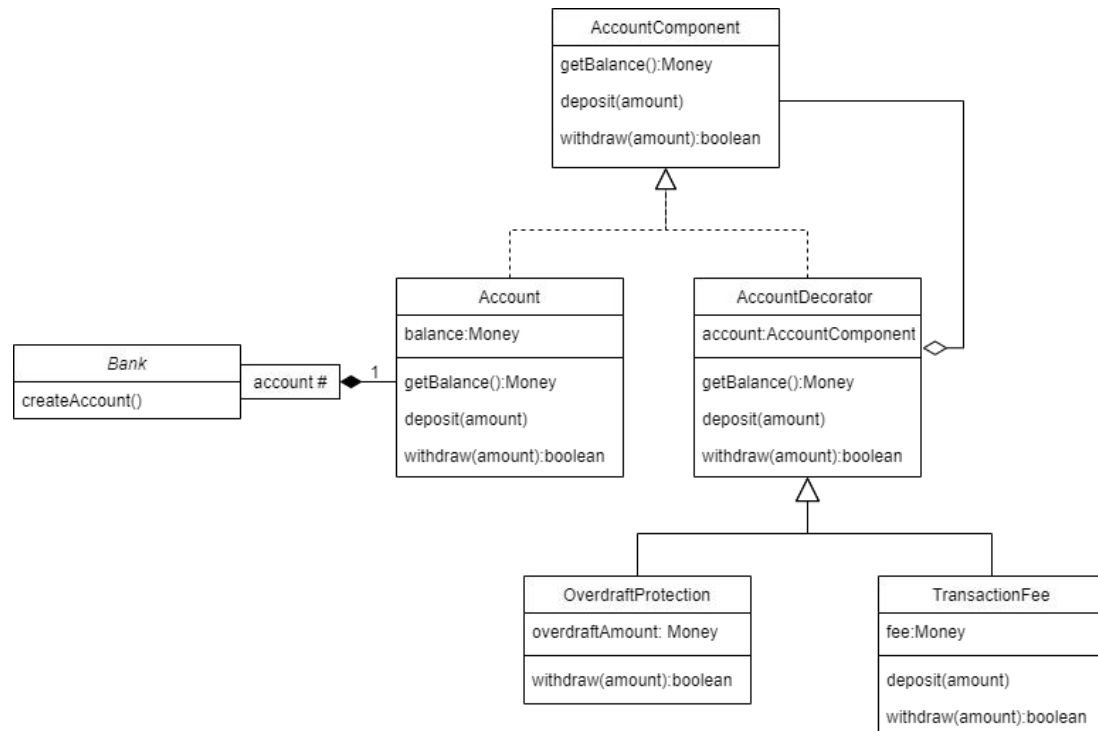 AccountComponent
getBalance():Money
deposit(amount)
withdraw(amount):boolean
Account
balance:Money
getBalance():Money
deposit(amount)
withdraw(amount):boolean
AccountDecorator
account:AccountComponent
getBalance():Money
deposit(amount)
withdraw(amount):boolean
Bank
createAccount()
account #
1
OverdraftProtection
overdraftAmount: Money
withdraw(amount):boolean
TransactionFee
fee:Money
deposit(amount)
withdraw(amount):boolean